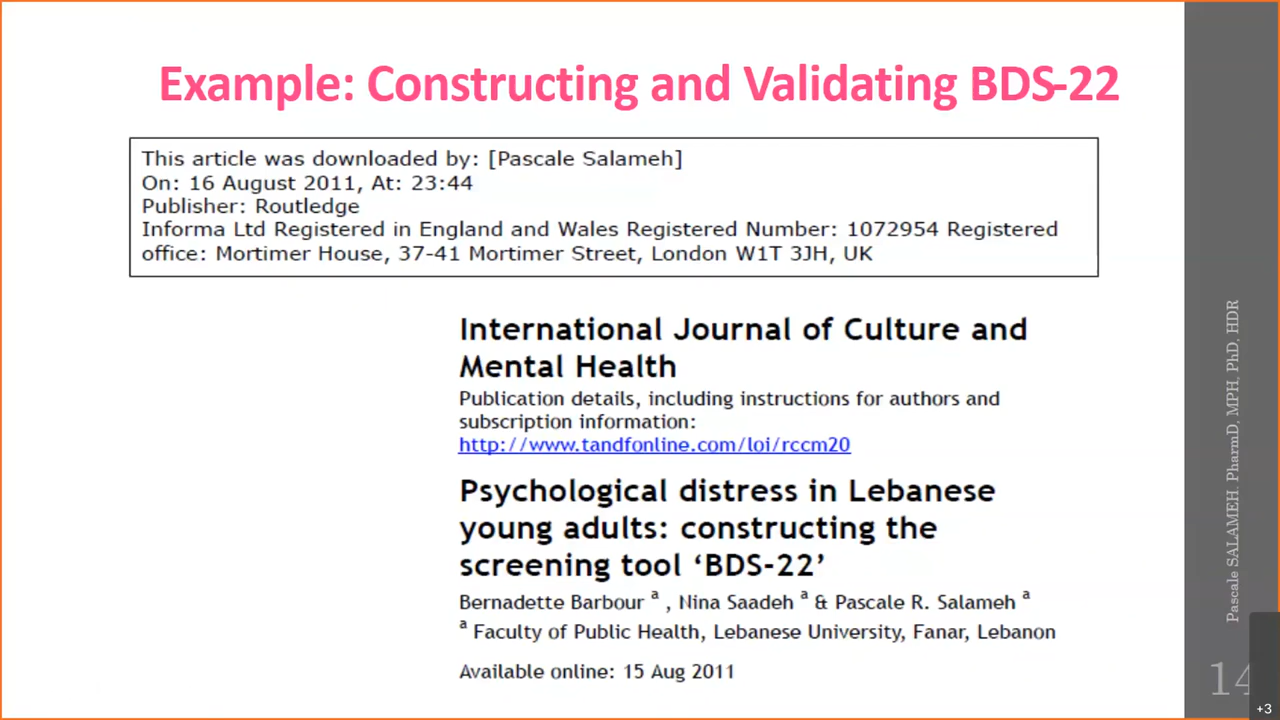 Example: Constructing and Validating BDS-22
This article was downloaded by: [Pascale Salameh]
On: 16 August 2011, At: 23:44
Publisher: Routledge
Informa Ltd Registered in England and Wales Registered Number: 1072954 Registered
office: Mortimer House, 37-41 Mortimer Street, London W1T 3JH, UK
International Journal of Culture and
Mental Health
Publication details, including instructions for authors and
subscription information:
http://www.tandfonline.com/loi/rccm20
Psychological distress in Lebanese
young adults: constructing the
screening tool ‘BDS-22’
Bernadette Barbour a , Nina Saadeh a & Pascale R. Salameh a
a Faculty of Public Health, Lebanese University, Fanar, Lebanon
Available online: 15 Aug 2011
Pascale SALAMEH. PharmD, MPH, PhD, HDR
14
+3